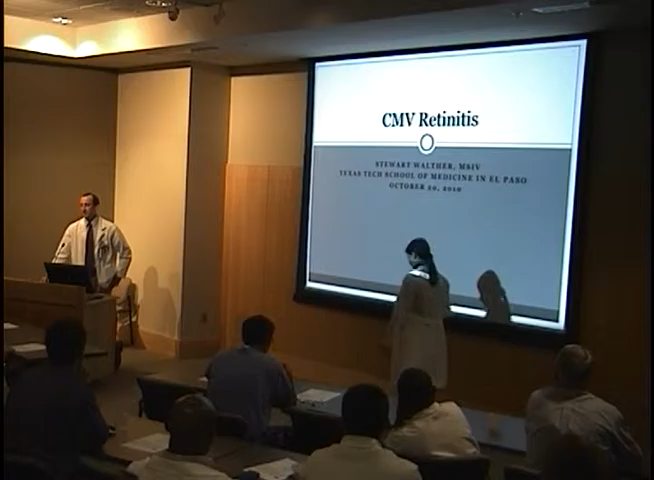 CMV Retinitis
STEWART WALTHER, MSIV
TEXAS TECH SCHOOL OF MEDICINE IN EL PASO
OCTOBER 20, 2010